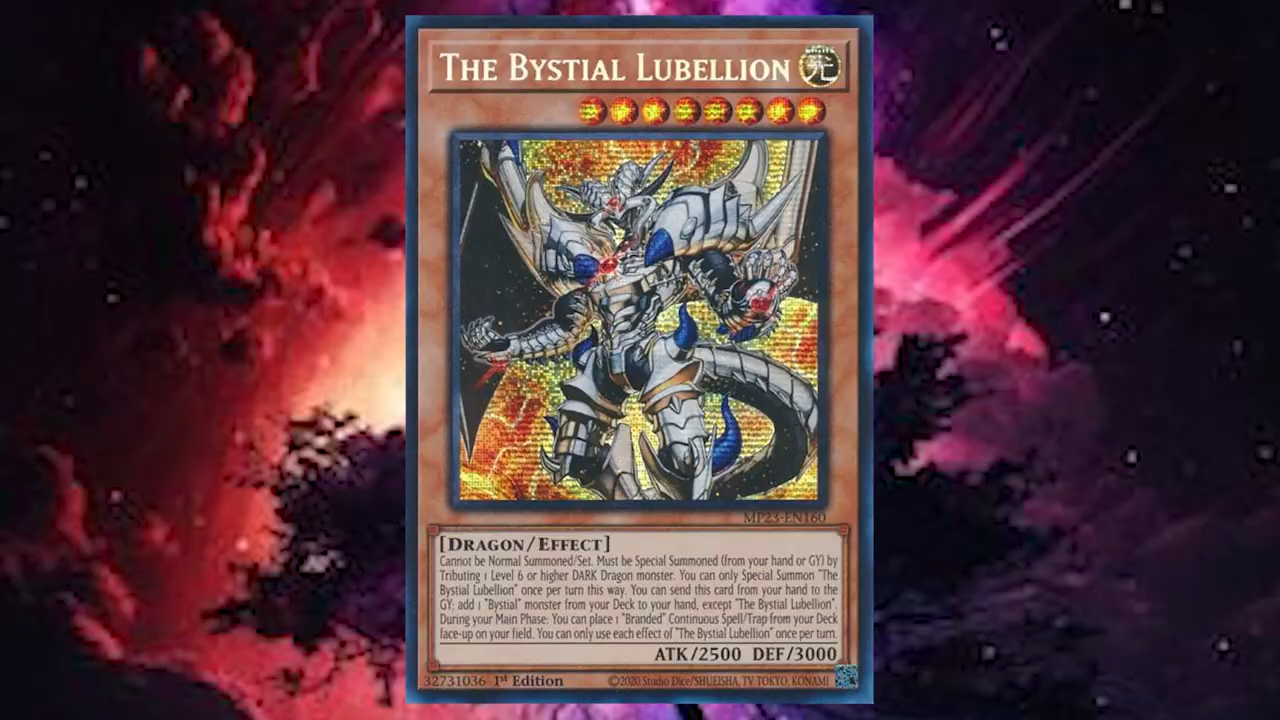 THE BYSTIAL LUBELLION
LIGHT
光
MP23-EN160
[DRAGON/EFFECT]
Cannot be Normal Summoned/Set. Must be Special Summoned (from your hand or GY) by
Tributing 1 Level 6 or higher DARK Dragon monster. You can only Special Summon "The
Bystial Lubellion" once per turn this way. You can send this card from your hand to the
GY; add 1 "Bystial" monster from your Deck to your hand, except "The Bystial Lubellion".
During your Main Phase: You can place 1 "Branded" Continuous Spell/Trap from your Deck
face-up on your field. You can only use each effect of "The Bystial Lubellion" once per turn.
ATK/2500 DEF/3000
32731036 1st Edition ©2020 Studio Dice/SHUEISHA, TV TOKYO, KONAMI